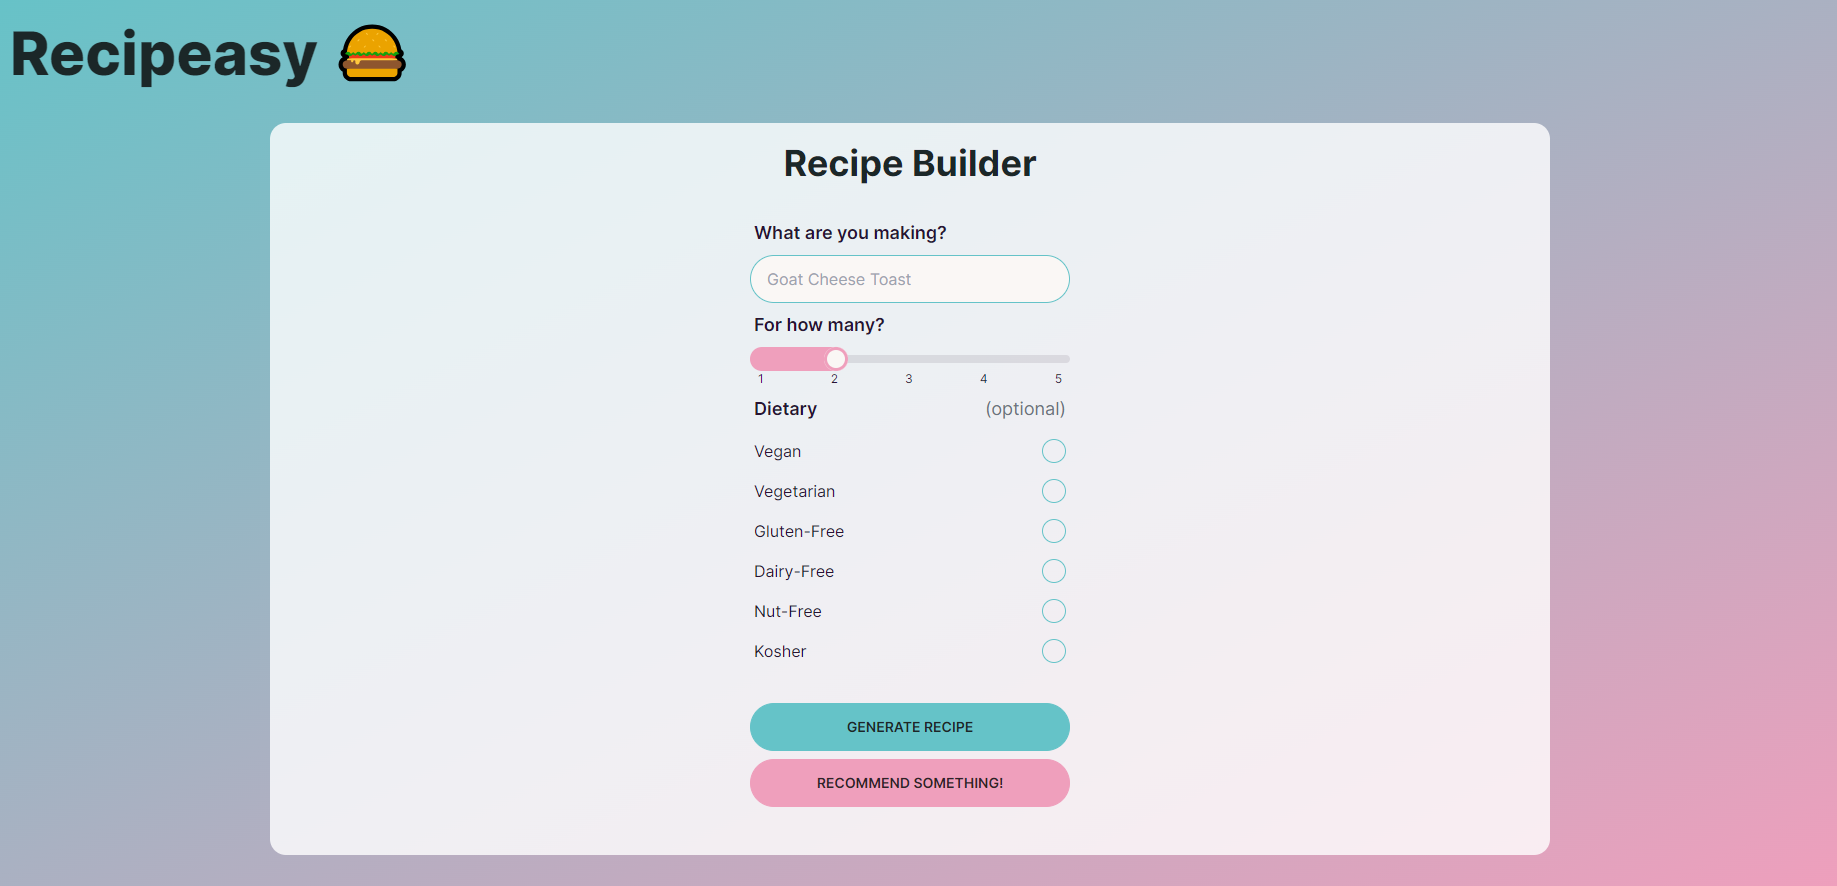 Recipeasy
Recipe Builder
What are you making?
Goat Cheese Toast
For how many?
1 2 3 4 5
Dietary (optional)
Vegan
Vegetarian
Gluten-Free
Dairy-Free
Nut-Free
Kosher
GENERATE RECIPE
RECOMMEND SOMETHING!